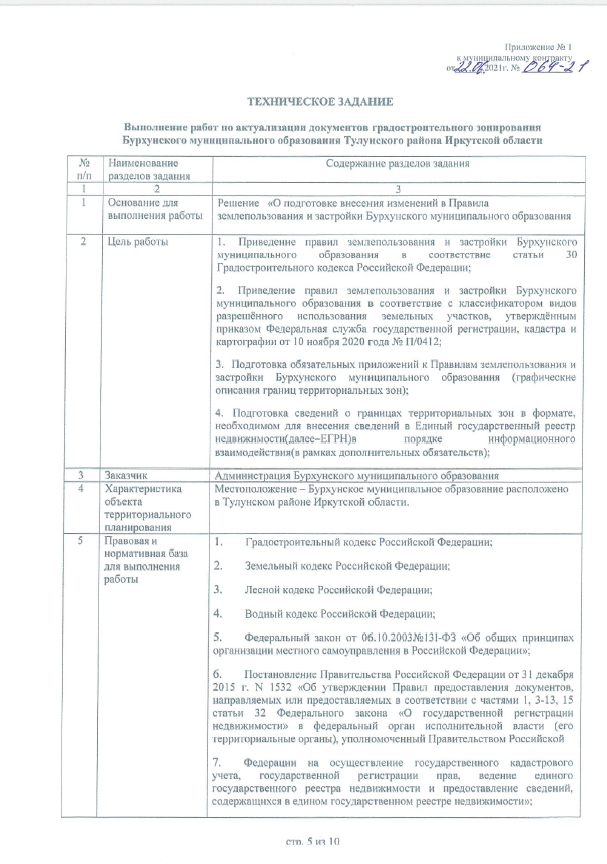 Приложение № 1
к муниципальному контракту
от 22.06.2021г. № 064-21
ТЕХНИЧЕСКОЕ ЗАДАНИЕ
Выполнение работ по актуализации документов градостроительного зонирования
Бурхунского муниципального образования Тулунского района Иркутской области
№ п/п Наименование разделов задания Содержание разделов задания
1 2 3
1 Основание для выполнения работы
Решение «О подготовке внесения изменений в Правила
землепользования и застройки Бурхунского муниципального образования
2 Цель работы
1. Приведение правил землепользования и застройки Бурхунского
муниципального образования в соответствие статьи 30
Градостроительного кодекса Российской Федерации;
2. Приведение правил землепользования и застройки Бурхунского
муниципального образования в соответствие с классификатором видов
разрешённого использования земельных участков, утверждённым
приказом Федеральная служба государственной регистрации, кадастра и
картографии от 10 ноября 2020 года № П/0412;
3. Подготовка обязательных приложений к Правилам землепользования и
застройки Бурхунского муниципального образования (графические
описания границ территориальных зон);
4. Подготовка сведений о границах территориальных зон в формате,
необходимом для внесения сведений в Единый государственный реестр
недвижимости(далее–ЕГРН)в порядке информационного
взаимодействия(в рамках дополнительных обязательств);
3 Заказчик Администрация Бурхунского муниципального образования
4 Характеристика объекта территориального планирования
Местоположение – Бурхунское муниципальное образование расположено
в Тулунском районе Иркутской области.
5 Правовая и нормативная база для выполнения работы
1. Градостроительный кодекс Российской Федерации;
2. Земельный кодекс Российской Федерации;
3. Лесной кодекс Российской Федерации;
4. Водный кодекс Российской Федерации;
5. Федеральный закон от 06.10.2003№131-ФЗ «Об общих принципах
организации местного самоуправления в Российской Федерации»;
6. Постановление Правительства Российской Федерации от 31 декабря
2015 г. N 1532 «Об утверждении Правил предоставления документов,
направляемых или предоставляемых в соответствии с частями 1, 3-13, 15
статьи 32 Федерального закона «О государственной регистрации
недвижимости» в федеральный орган исполнительной власти (его
территориальные органы), уполномоченный Правительством Российской
7. Федерации на осуществление государственного кадастрового
учета, государственной регистрации прав, ведение единого
государственного реестра недвижимости и предоставление сведений,
содержащихся в едином государственном реестре недвижимости»;
стр. 5 из 10